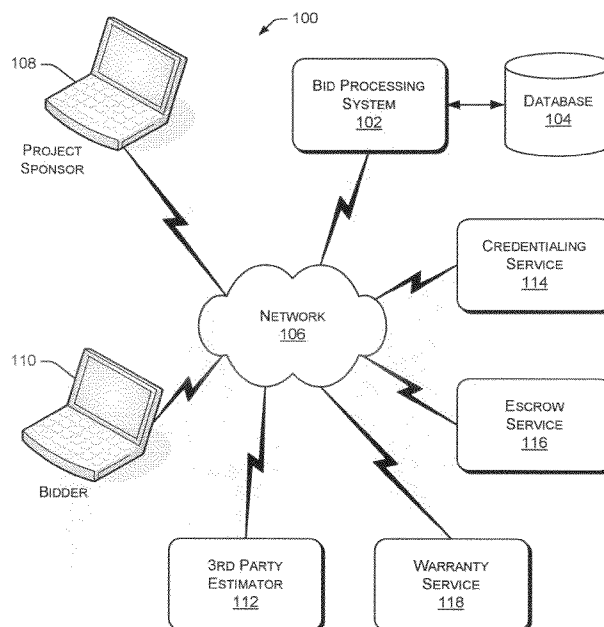 100
108
PROJECT
SPONSOR
BID PROCESSING
SYSTEM
102
DATABASE
104
CREDENTIALING
SERVICE
114
NETWORK
106
110
BIDDER
ESCROW
SERVICE
116
3RD PARTY
ESTIMATOR
112
WARRANTY
SERVICE
118